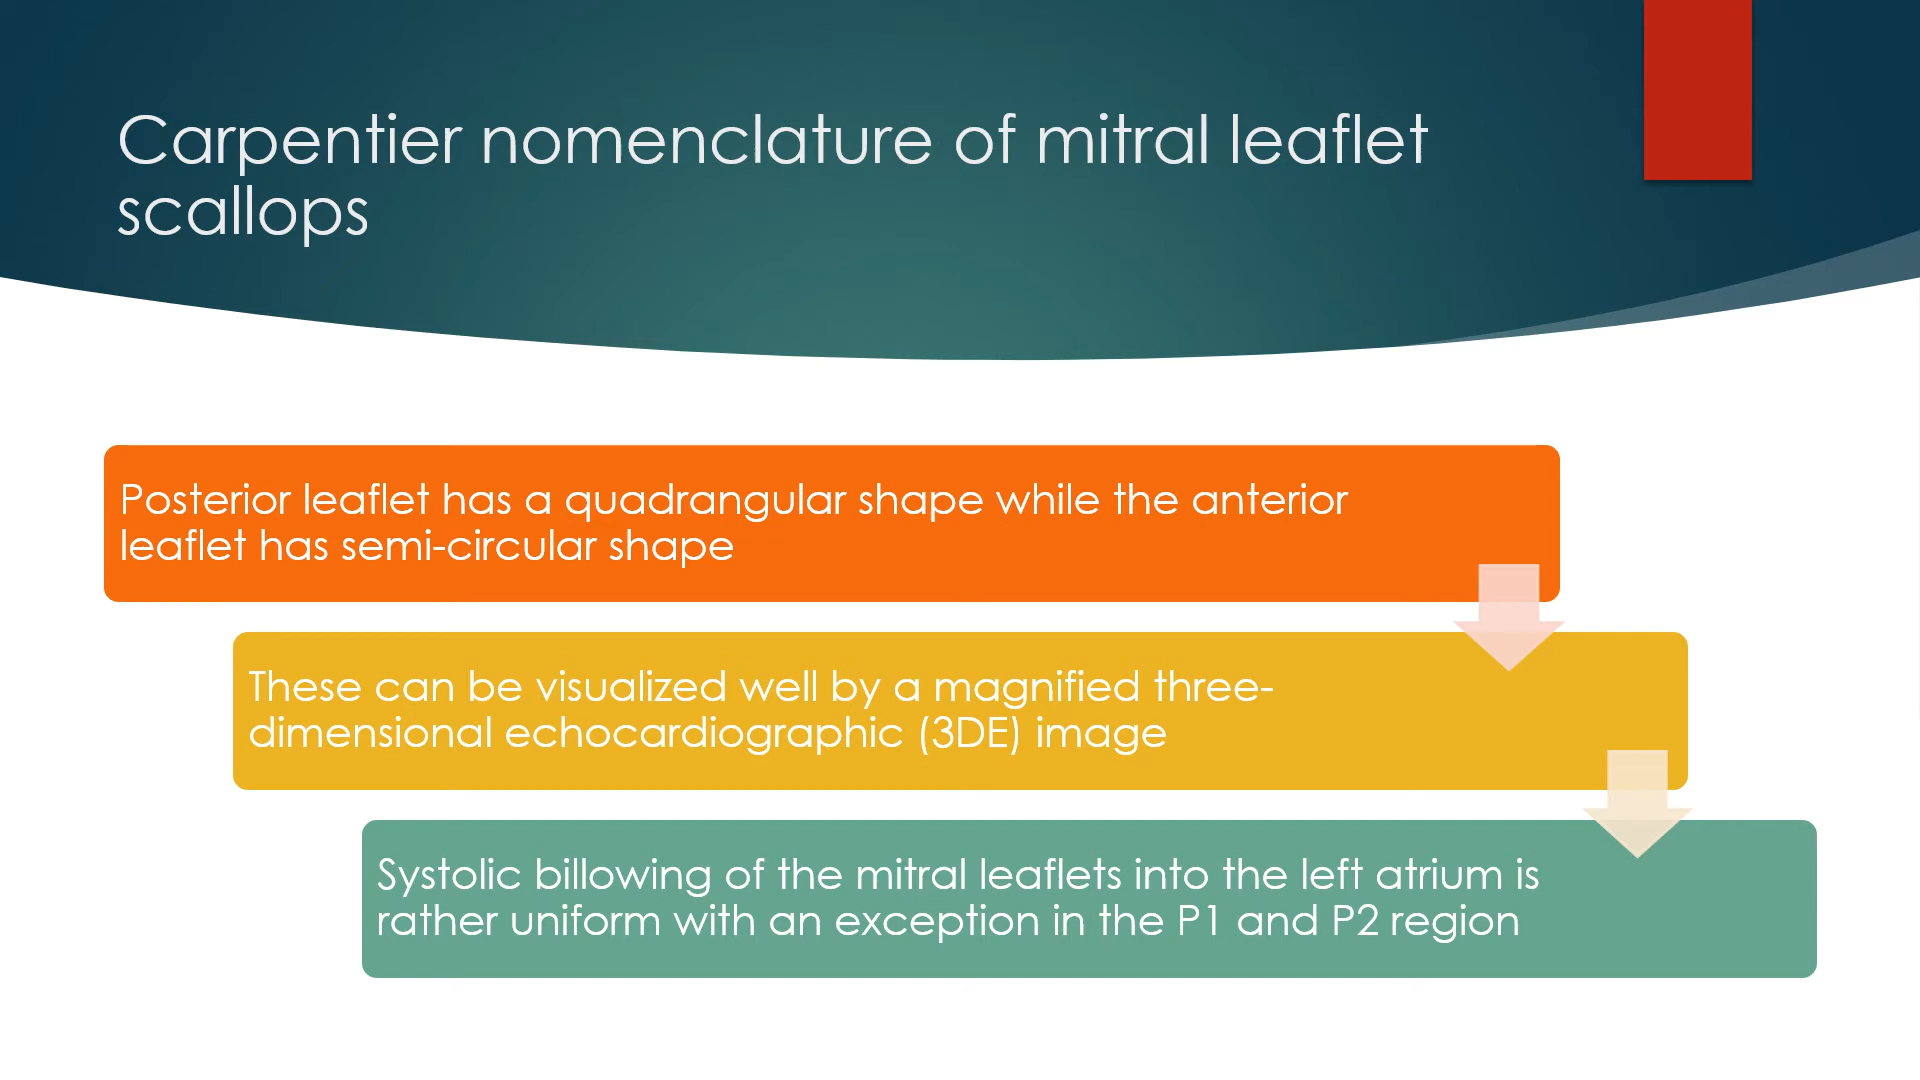 Carpentier nomenclature of mitral leaflet
scallops
Posterior leaflet has a quadrangular shape while the anterior
leaflet has semi-circular shape
These can be visualized well by a magnified three-
dimensional echocardiographic (3DE) image
Systolic billowing of the mitral leaflets into the left atrium is
rather uniform with an exception in the P1 and P2 region